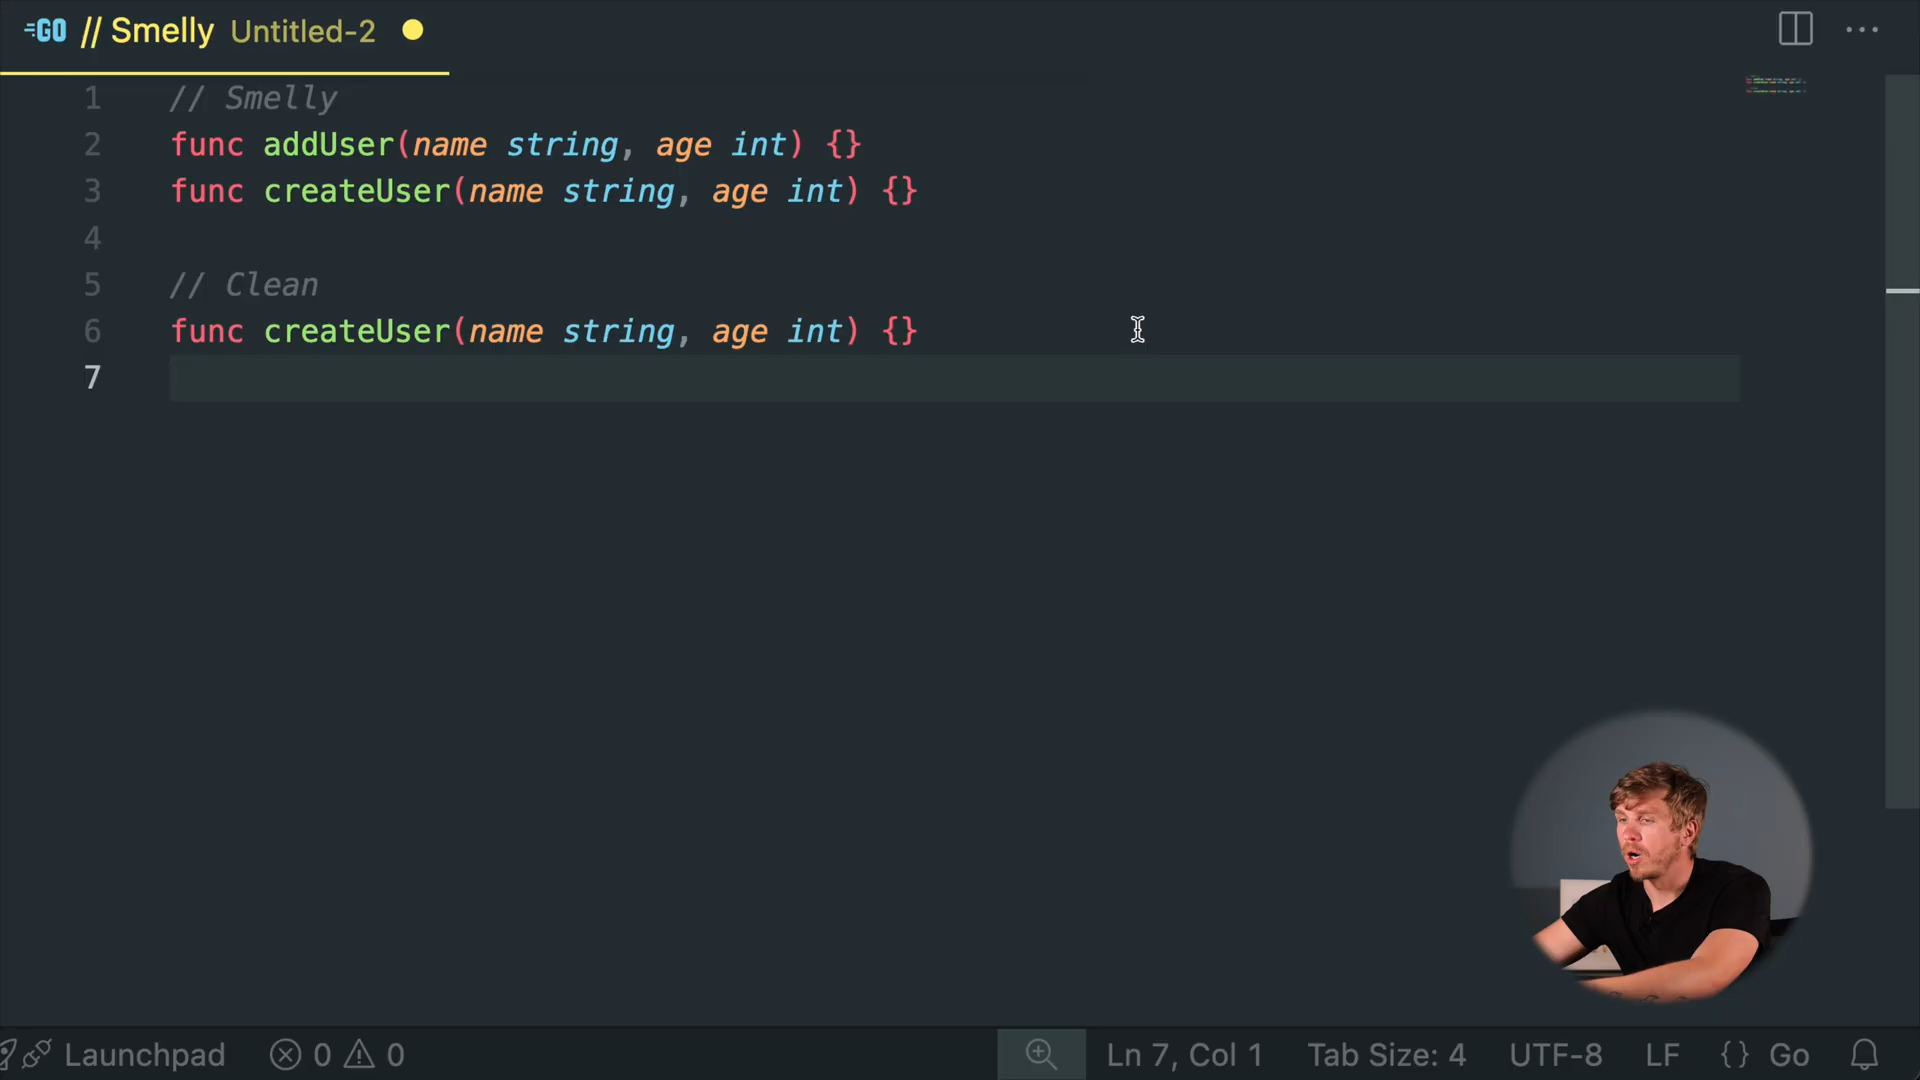 GO // Smelly Untitled-2
1 // Smelly
2 func addUser(name string, age int) {}
3 func createUser(name string, age int) {}
4
5 // Clean
6 func createUser(name string, age int) {}
7
Launchpad 0 0 Ln 7, Col 1 Tab Size: 4 UTF-8 LF {} Go